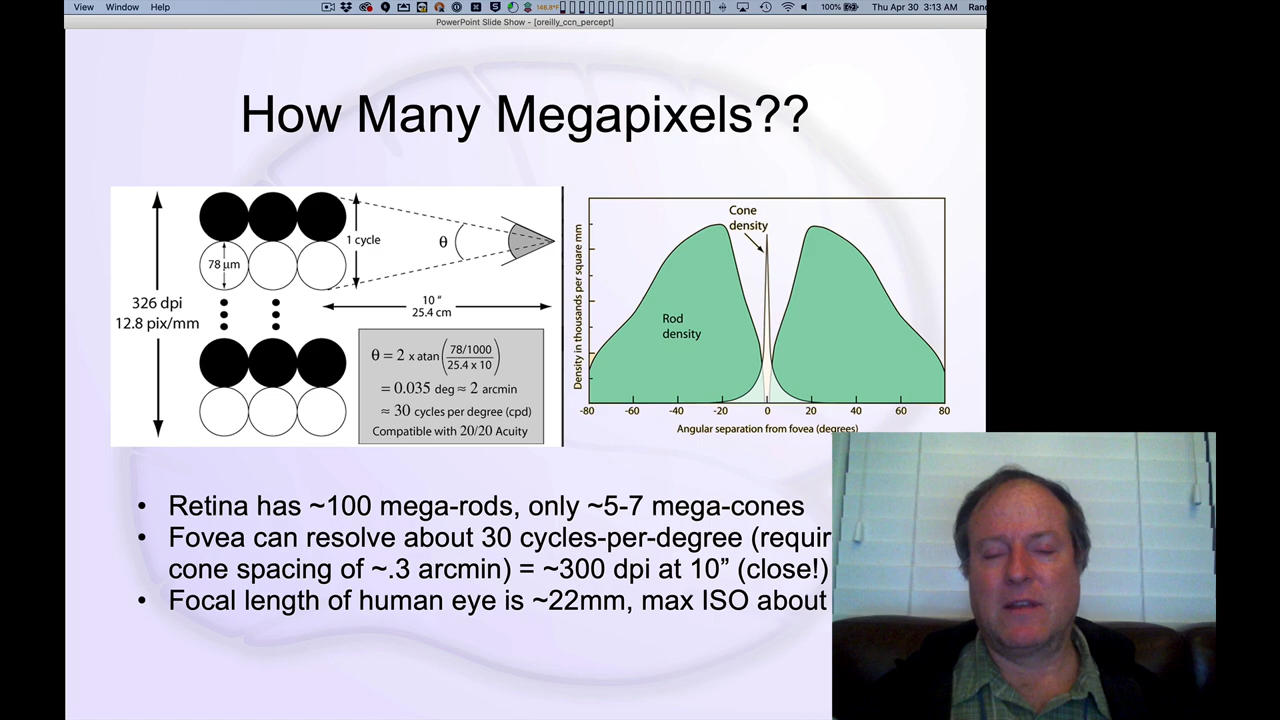 View Window Help
148.8°F
100%
Thu Apr 30 3:13 AM
PowerPoint Slide Show - [oreilly_ccn_percept]
How Many Megapixels??
78 µm
1 cycle
θ
326 dpi
12.8 pix/mm
10 "
25.4 cm
θ = 2 x atan (78/1000
25.4 x 10)
= 0.035 deg ≈ 2 arcmin
≈ 30 cycles per degree (cpd)
Compatible with 20/20 Acuity
Density in thousands per square mm
Cone
density
Rod
density
-80 -60 -40 -20 0 20 40 60 80
Angular separation from fovea (degrees)
• Retina has ~100 mega-rods, only ~5-7 mega-cones
• Fovea can resolve about 30 cycles-per-degree (requir
cone spacing of ~.3 arcmin) = ~300 dpi at 10” (close!)
• Focal length of human eye is ~22mm, max ISO about